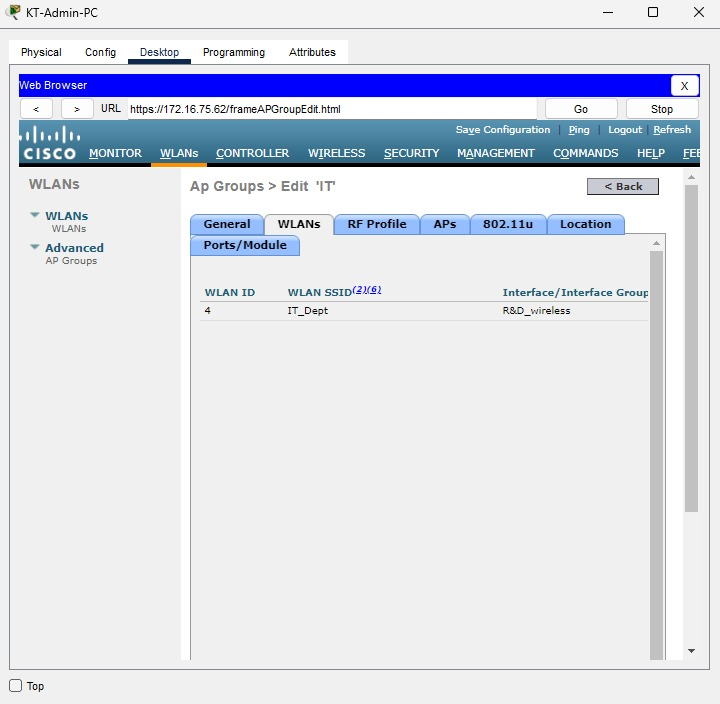 KT-Admin-PC
Physical Config Desktop Programming Attributes
Web Browser X
< > URL https://172.16.75.62/frameAPGroupEdit.html Go Stop
Save Configuration | Ping | Logout | Refresh
CISCO MONITOR WLANs CONTROLLER WIRELESS SECURITY MANAGEMENT COMMANDS HELP FEE
WLANs
WLANs
WLANs
Advanced
AP Groups
Ap Groups > Edit 'IT' < Back
General WLANs RF Profile APs 802.11u Location
Ports/Module
WLAN ID WLAN SSID(2)(6) Interface/Interface Group
4 IT_Dept R&D_wireless
Top